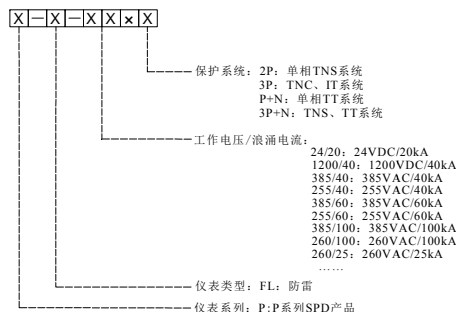 X-X-XX×X
保护系统：2P：单相TNS系统
3P：TNC、IT系统
P+N：单相TT系统
3P+N：TNS、TT系统
工作电压/浪涌电流：
24/20：24VDC/20kA
1200/40：1200VDC/40kA
385/40：385VAC/40kA
255/40：255VAC/40kA
385/60：385VAC/60kA
255/60：255VAC/60kA
385/100：385VAC/100kA
260/100：260VAC/100kA
260/25：260VAC/25kA
……
仪表类型：FL：防雷
仪表系列：P:P系列SPD产品